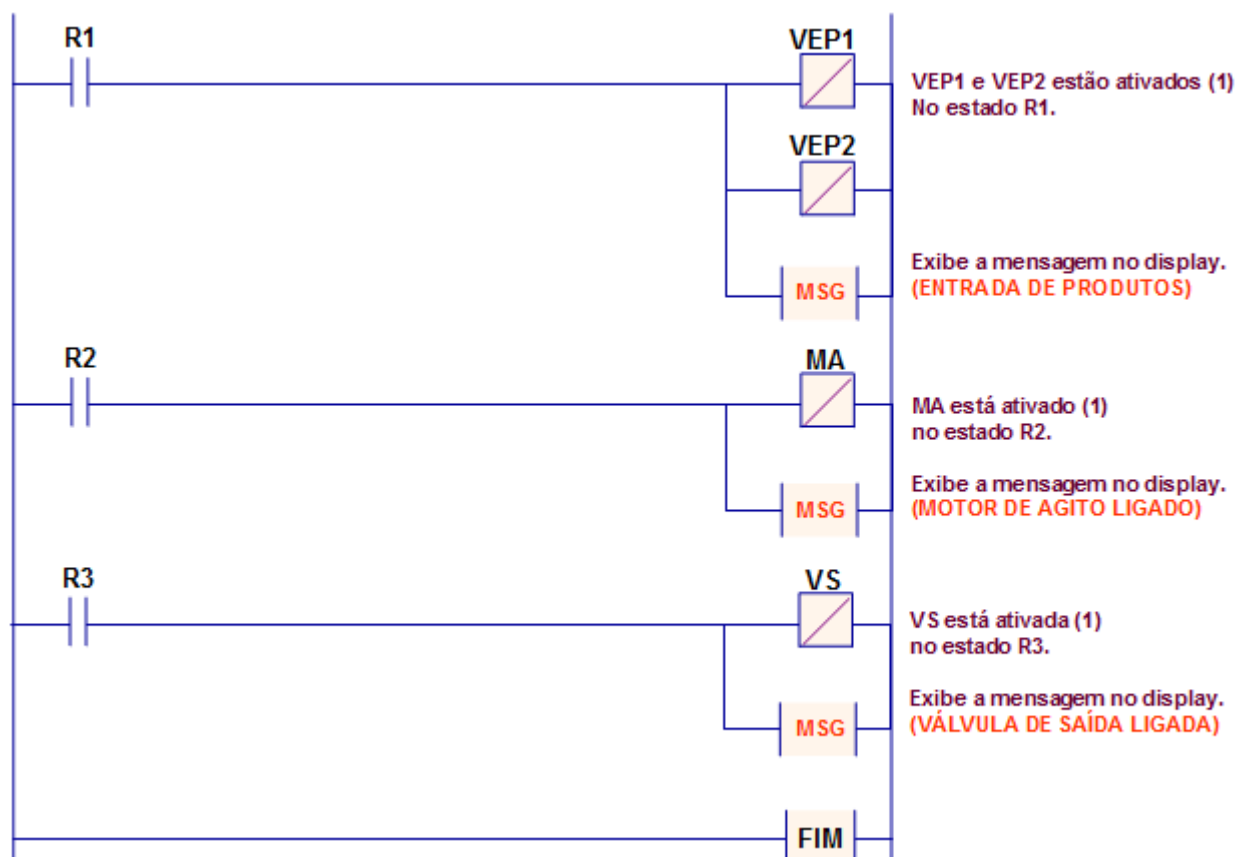 R1
VEP1
VEP1 e VEP2 estão ativados (1)
No estado R1.
VEP2
Exibe a mensagem no display.
MSG
(ENTRADA DE PRODUTOS)
R2
MA
MA está ativado (1)
no estado R2.
Exibe a mensagem no display.
MSG
(MOTOR DE AGITO LIGADO)
R3
VS
VS está ativada (1)
no estado R3.
Exibe a mensagem no display.
MSG
(VÁLVULA DE SAÍDA LIGADA)
FIM